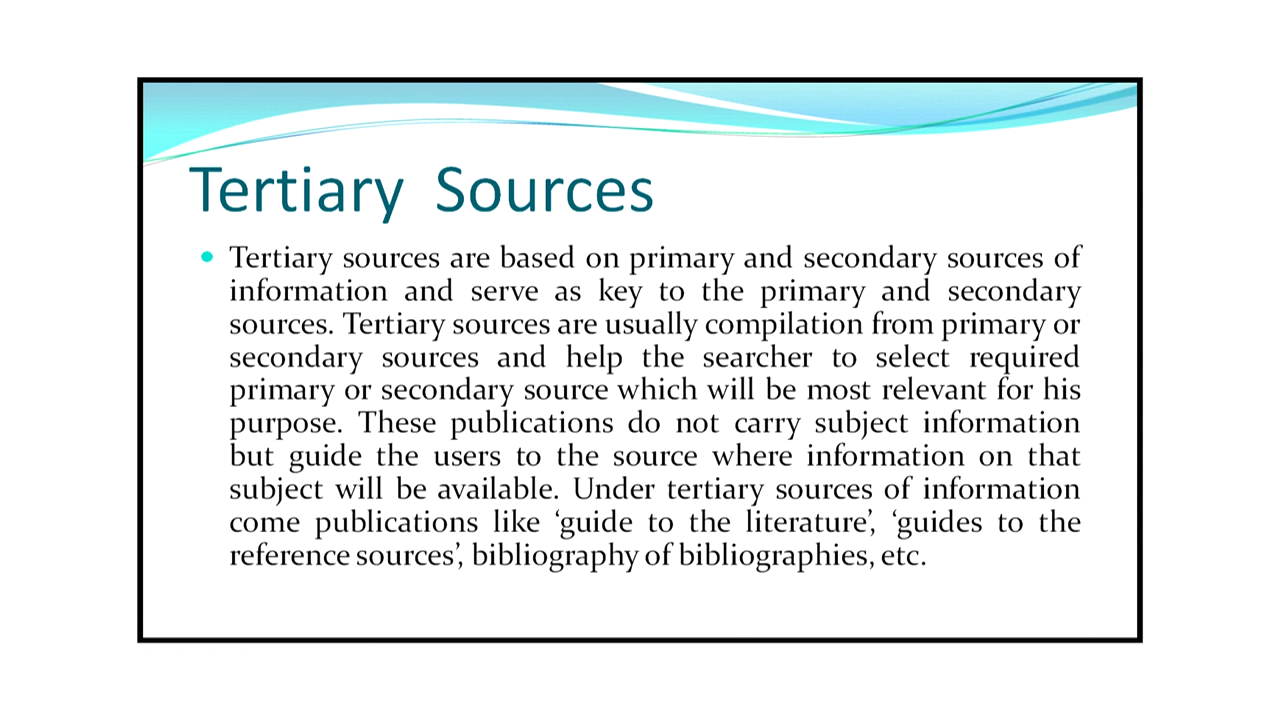 Tertiary Sources
• Tertiary sources are based on primary and secondary sources of
information and serve as key to the primary and secondary
sources. Tertiary sources are usually compilation from primary or
secondary sources and help the searcher to select required
primary or secondary source which will be most relevant for his
purpose. These publications do not carry subject information
but guide the users to the source where information on that
subject will be available. Under tertiary sources of information
come publications like ‘guide to the literature’, ‘guides to the
reference sources’, bibliography of bibliographies, etc.